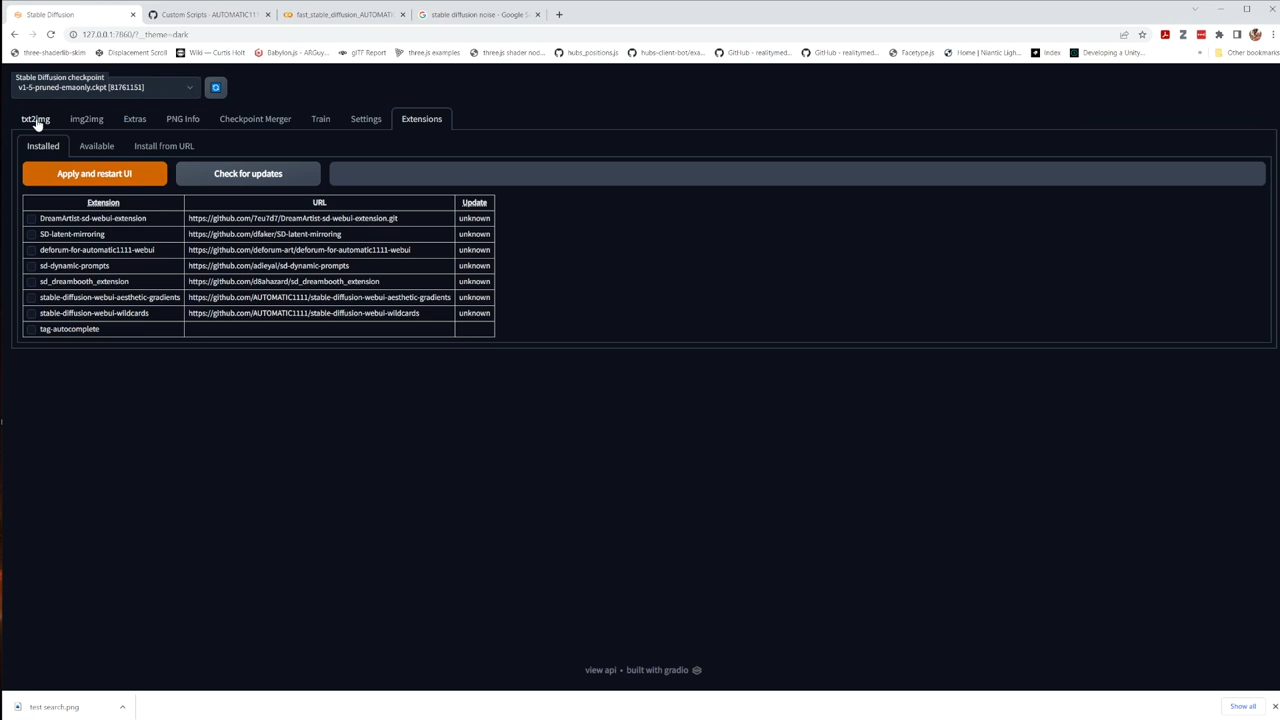 Stable Diffusion
Custom Scripts - AUTOMATIC11
fast_stable_diffusion_AUTOMATI
stable diffusion noise - Google S
127.0.0.1:7860/?__theme=dark
three-shaderlib-skim
Displacement Scroll
Wiki — Curtis Holt
Babylon.js - ARGuy...
glTF Report
three.js examples
three.js shader nod...
hubs_positions.js
hubs-client-bot/exa...
GitHub - realitymed...
GitHub - realitymed...
Facetype.js
Home | Niantic Ligh...
Index
Developing a Unity...
Other bookmarks
Stable Diffusion checkpoint
v1-5-pruned-emaonly.ckpt [81761151]
txt2img
img2img
Extras
PNG Info
Checkpoint Merger
Train
Settings
Extensions
Installed
Available
Install from URL
Apply and restart UI
Check for updates
Extension URL Update
DreamArtist-sd-webui-extension https://github.com/7eu7d7/DreamArtist-sd-webui-extension.git unknown
SD-latent-mirroring https://github.com/dfaker/SD-latent-mirroring unknown
deforum-for-automatic1111-webui https://github.com/deforum-art/deforum-for-automatic1111-webui unknown
sd-dynamic-prompts https://github.com/adieyal/sd-dynamic-prompts unknown
sd_dreambooth_extension https://github.com/d8ahazard/sd_dreambooth_extension unknown
stable-diffusion-webui-aesthetic-gradients https://github.com/AUTOMATIC1111/stable-diffusion-webui-aesthetic-gradients unknown
stable-diffusion-webui-wildcards https://github.com/AUTOMATIC1111/stable-diffusion-webui-wildcards unknown
tag-autocomplete
view api • built with gradio
test search.png
Show all